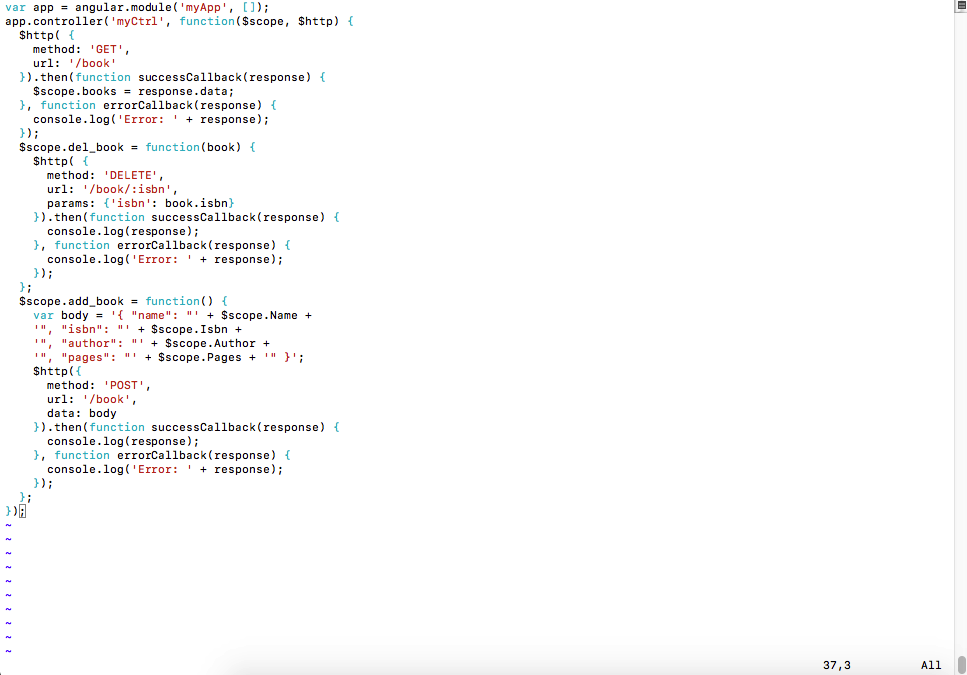 var app = angular.module('myApp', []);
app.controller('myCtrl', function($scope, $http) {
  $http( {
    method: 'GET',
    url: '/book'
  }).then(function successCallback(response) {
    $scope.books = response.data;
  }, function errorCallback(response) {
    console.log('Error: ' + response);
  });
  $scope.del_book = function(book) {
    $http( {
      method: 'DELETE',
      url: '/book/:isbn',
      params: {'isbn': book.isbn}
    }).then(function successCallback(response) {
      console.log(response);
    }, function errorCallback(response) {
      console.log('Error: ' + response);
    });
  };
  $scope.add_book = function() {
    var body = '{ "name": "' + $scope.Name +
    '", "isbn": "' + $scope.Isbn +
    '", "author": "' + $scope.Author +
    '", "pages": "' + $scope.Pages + '" }';
    $http({
      method: 'POST',
      url: '/book',
      data: body
    }).then(function successCallback(response) {
      console.log(response);
    }, function errorCallback(response) {
      console.log('Error: ' + response);
    });
  };
});
~
~
~
~
~
~
~
~
~
~
37,3 All